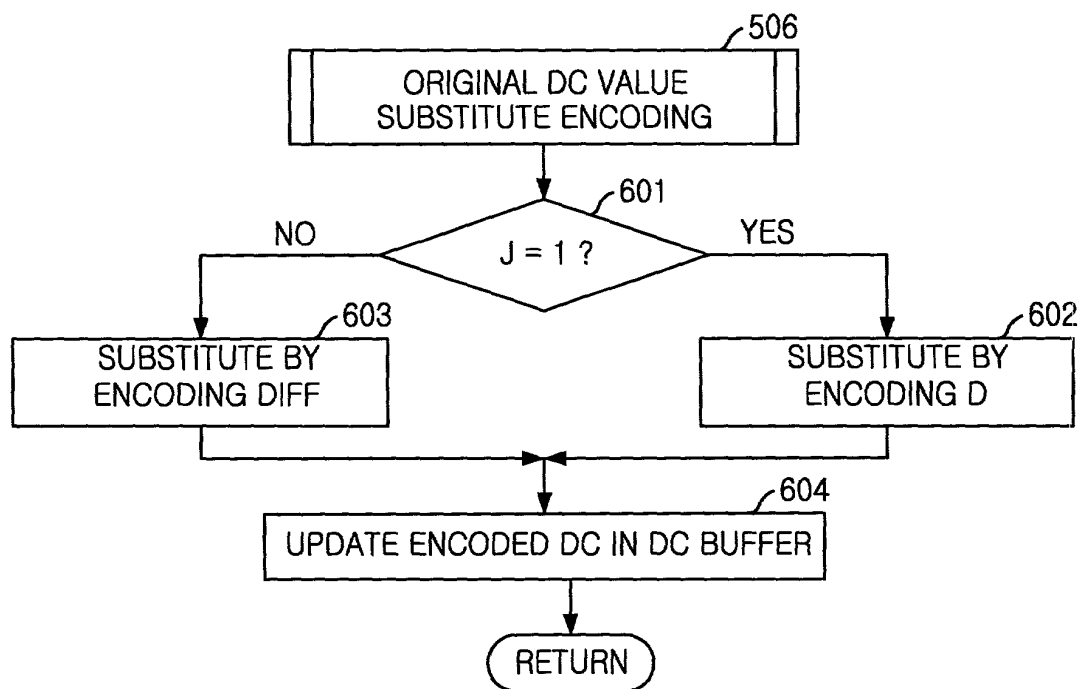 506
ORIGINAL DC VALUE
SUBSTITUTE ENCODING
601
NO
J = 1 ?
YES
603
SUBSTITUTE BY
ENCODING DIFF
602
SUBSTITUTE BY
ENCODING D
604
UPDATE ENCODED DC IN DC BUFFER
RETURN